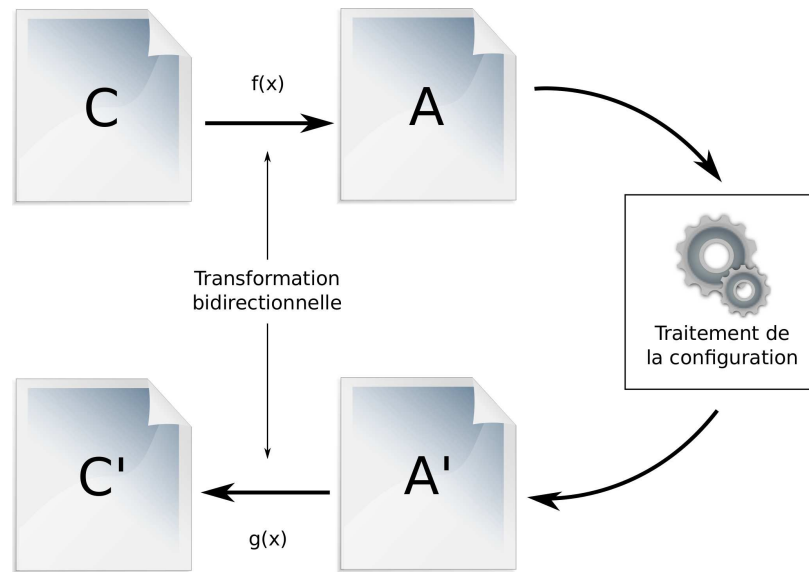 C
f(x)
A
Transformation
bidirectionnelle
Traitement de
la configuration
C'
g(x)
A'